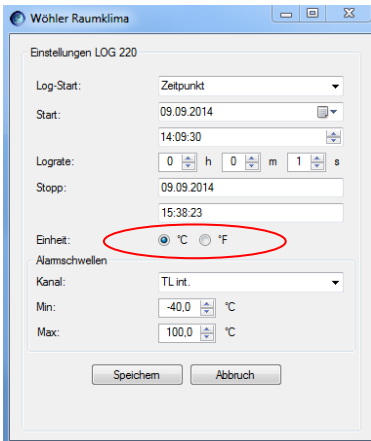 Wöhler Raumklima
Einstellungen LOG 220
Log-Start: Zeitpunkt
Start: 09.09.2014
14:09:30
Lograte: 0 h 0 m 1 s
Stopp: 09.09.2014
15:38:23
Einheit: °C °F
Alarmschwellen
Kanal: TL int.
Min: -40,0 °C
Max: 100,0 °C
Speichern Abbruch